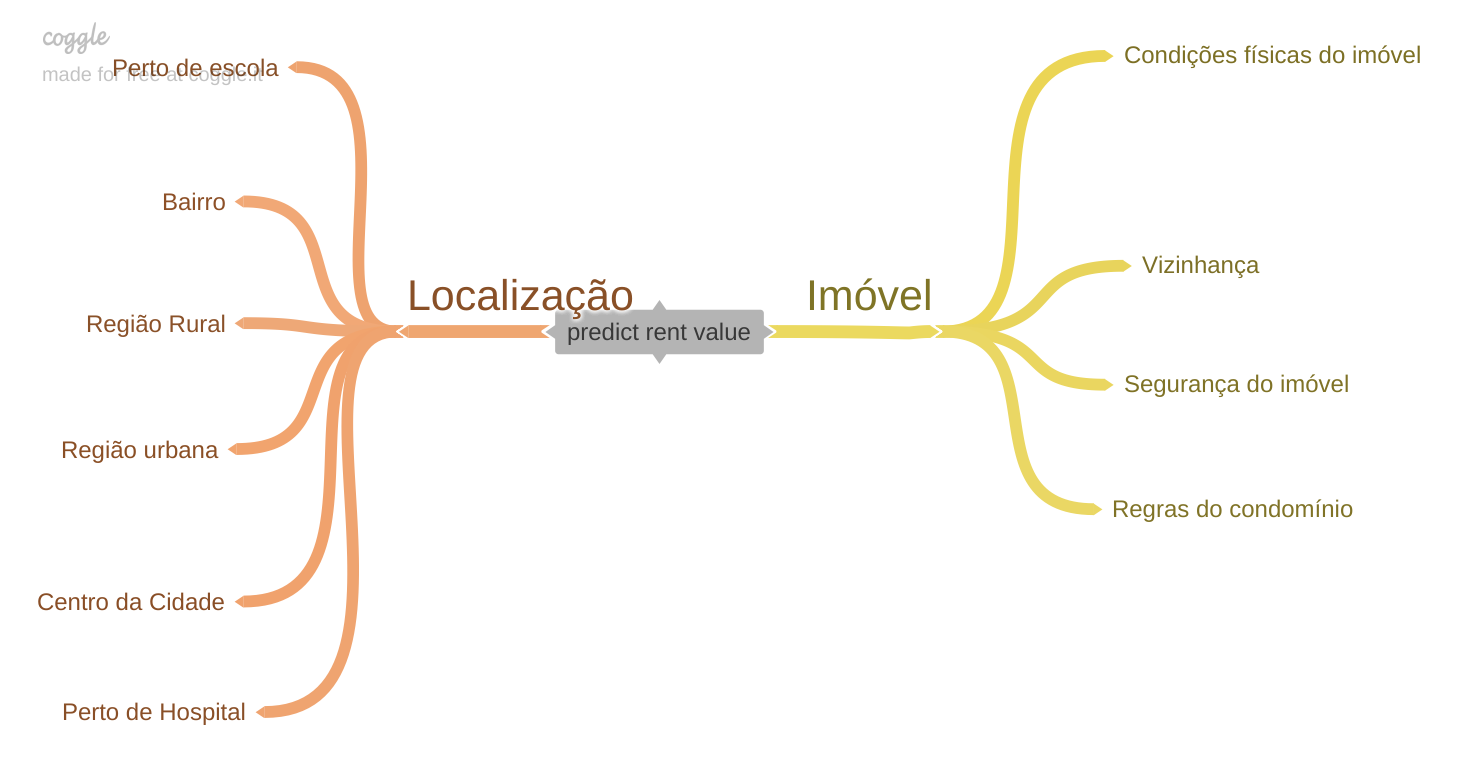 coggle
made for free at coggle.it
Perto de escola
Bairro
Região Rural
Região urbana
Centro da Cidade
Perto de Hospital
Localização
predict rent value
Imóvel
Condições físicas do imóvel
Vizinhança
Segurança do imóvel
Regras do condomínio